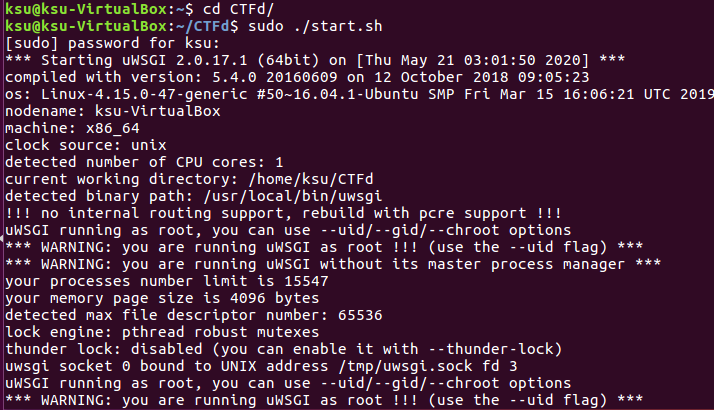 ksu@ksu-VirtualBox:~$ cd CTFd/
ksu@ksu-VirtualBox:~/CTFd$ sudo ./start.sh
[sudo] password for ksu:
*** Starting uWSGI 2.0.17.1 (64bit) on [Thu May 21 03:01:50 2020] ***
compiled with version: 5.4.0 20160609 on 12 October 2018 09:05:23
os: Linux-4.15.0-47-generic #50~16.04.1-Ubuntu SMP Fri Mar 15 16:06:21 UTC 2019
nodename: ksu-VirtualBox
machine: x86_64
clock source: unix
detected number of CPU cores: 1
current working directory: /home/ksu/CTFd
detected binary path: /usr/local/bin/uwsgi
!!! no internal routing support, rebuild with pcre support !!!
uWSGI running as root, you can use --uid/--gid/--chroot options
*** WARNING: you are running uWSGI as root !!! (use the --uid flag) ***
*** WARNING: you are running uWSGI without its master process manager ***
your processes number limit is 15547
your memory page size is 4096 bytes
detected max file descriptor number: 65536
lock engine: pthread robust mutexes
thunder lock: disabled (you can enable it with --thunder-lock)
uwsgi socket 0 bound to UNIX address /tmp/uwsgi.sock fd 3
uWSGI running as root, you can use --uid/--gid/--chroot options
*** WARNING: you are running uWSGI as root !!! (use the --uid flag) ***